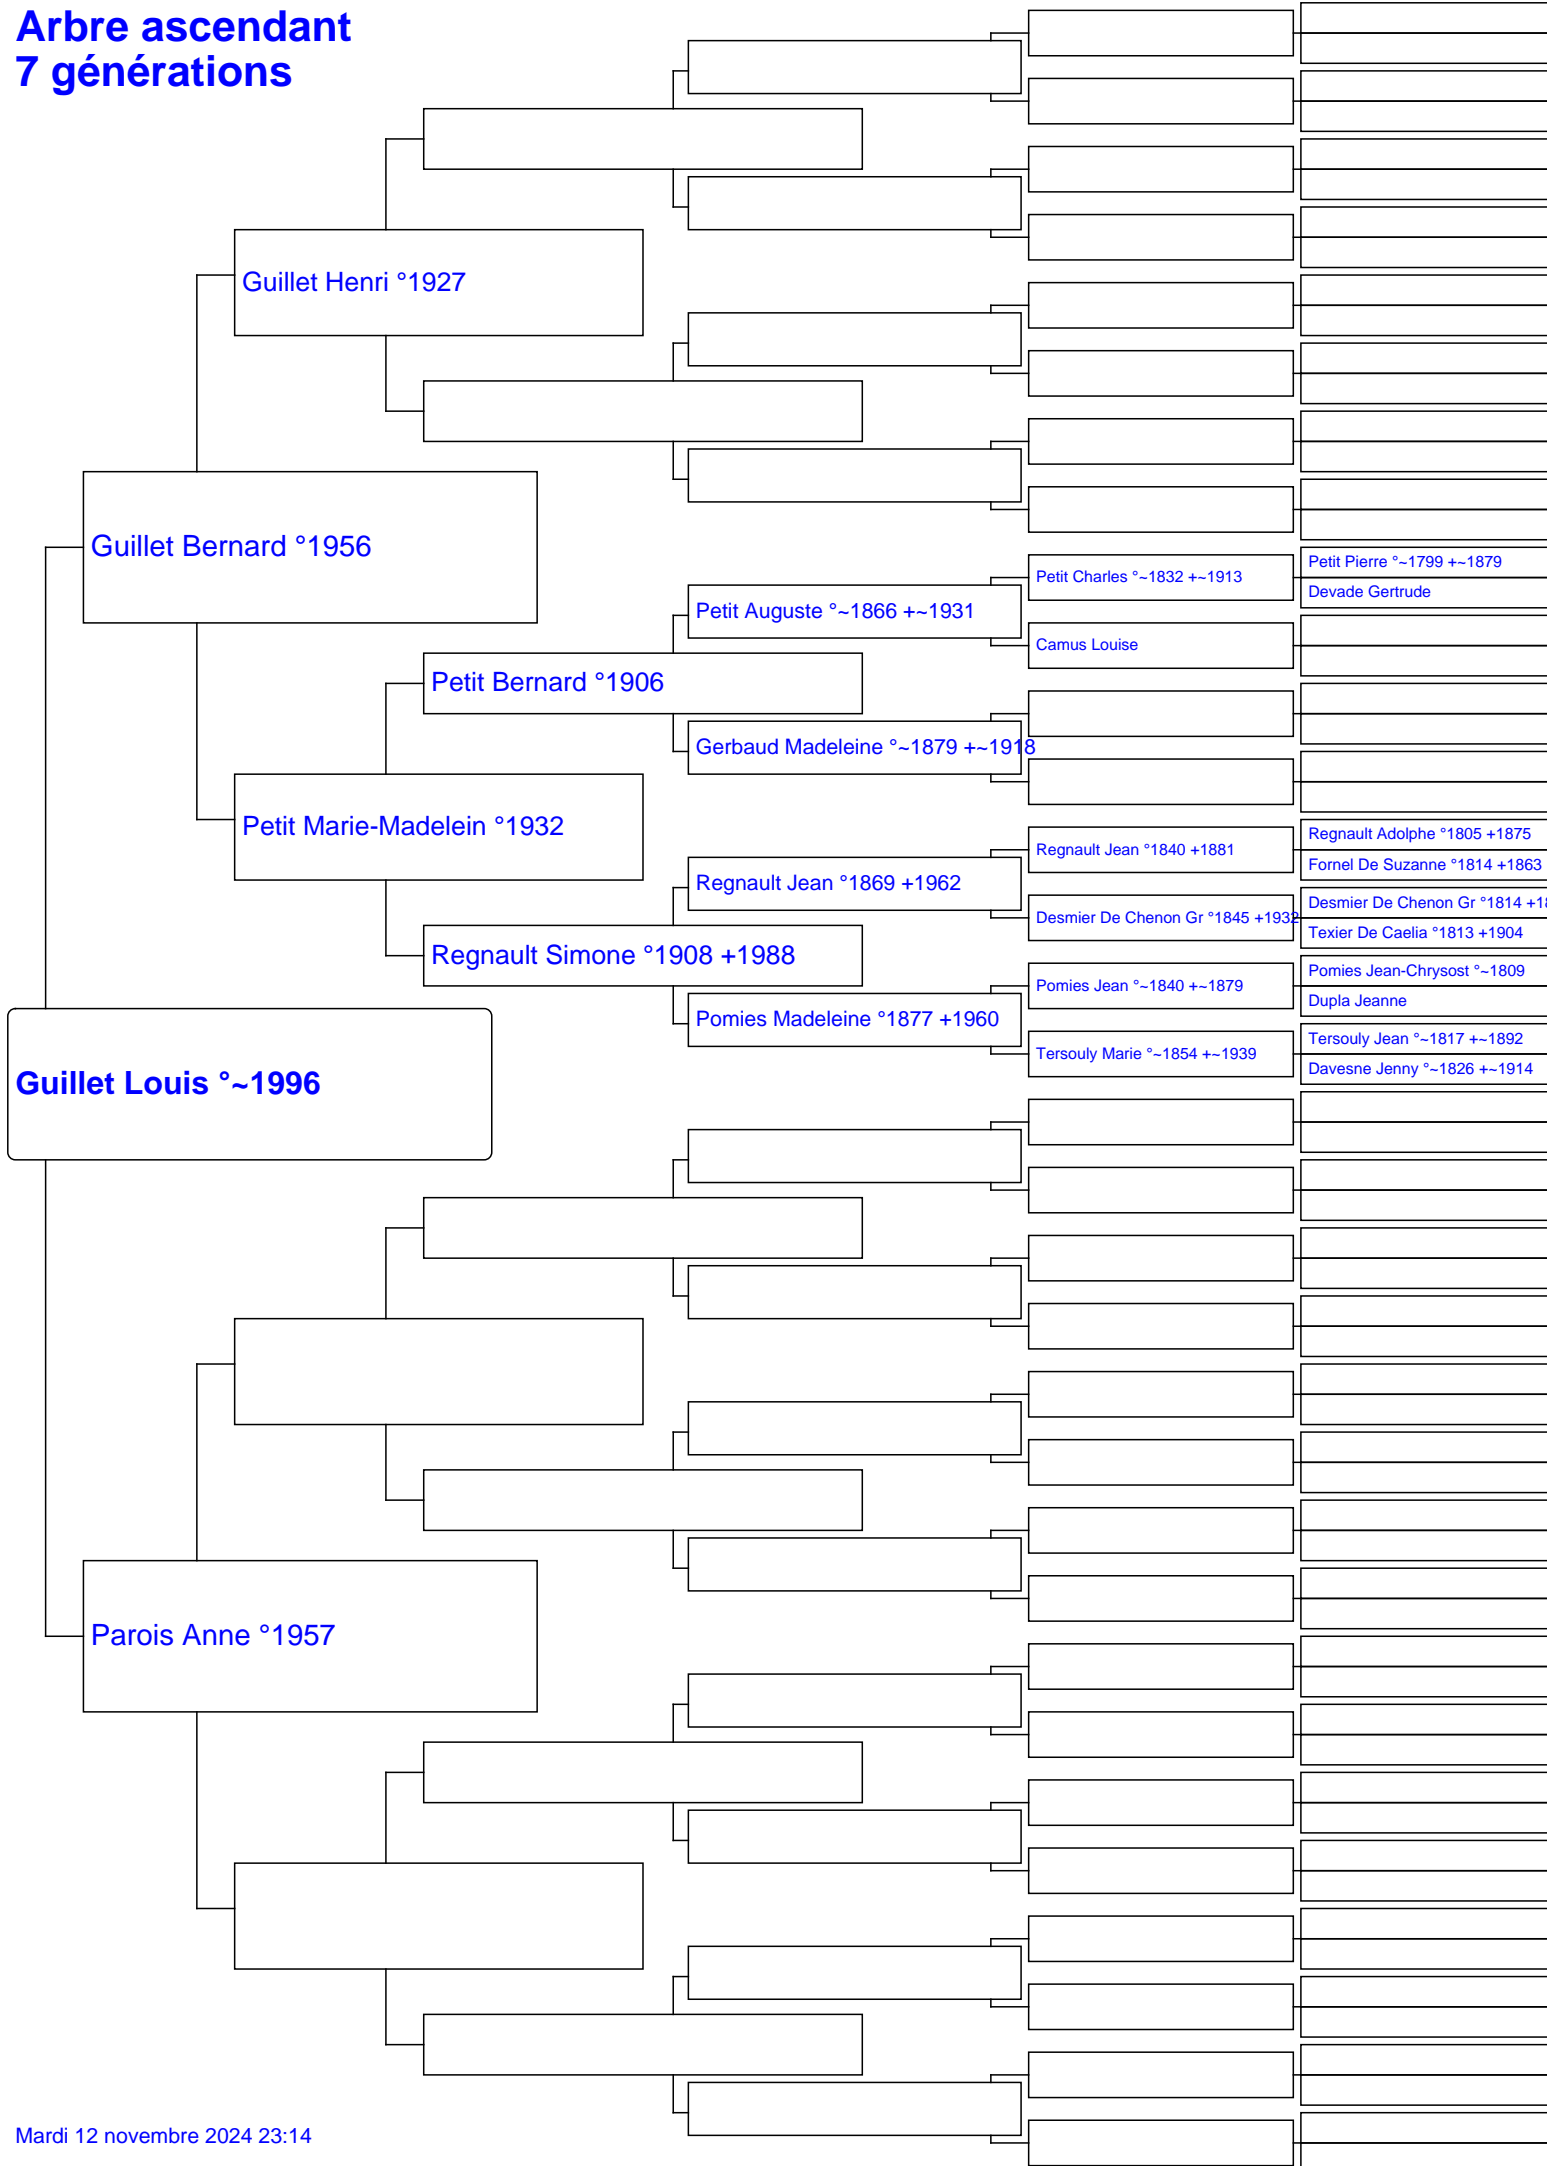 Arbre ascendant
7 générations
Guillet Henri °1927
Guillet Bernard °1956
Petit Charles °~1832 +~1913
Petit Pierre °~1799 +~1879
Devade Gertrude
Petit Auguste °~1866 +~1931
Camus Louise
Petit Bernard °1906
Gerbaud Madeleine °~1879 +~1918
Petit Marie-Madelein °1932
Regnault Jean °1840 +1881
Regnault Adolphe °1805 +1875
Fornel De Suzanne °1814 +1863
Regnault Jean °1869 +1962
Desmier De Chenon Gr °1845 +1932
Desmier De Chenon Gr °1814 +18
Texier De Caelia °1813 +1904
Regnault Simone °1908 +1988
Pomies Jean °~1840 +~1879
Pomies Jean-Chrysost °~1809
Dupla Jeanne
Pomies Madeleine °1877 +1960
Tersouly Marie °~1854 +~1939
Tersouly Jean °~1817 +~1892
Davesne Jenny °~1826 +~1914
Guillet Louis °~1996
Parois Anne °1957
Mardi 12 novembre 2024 23:14